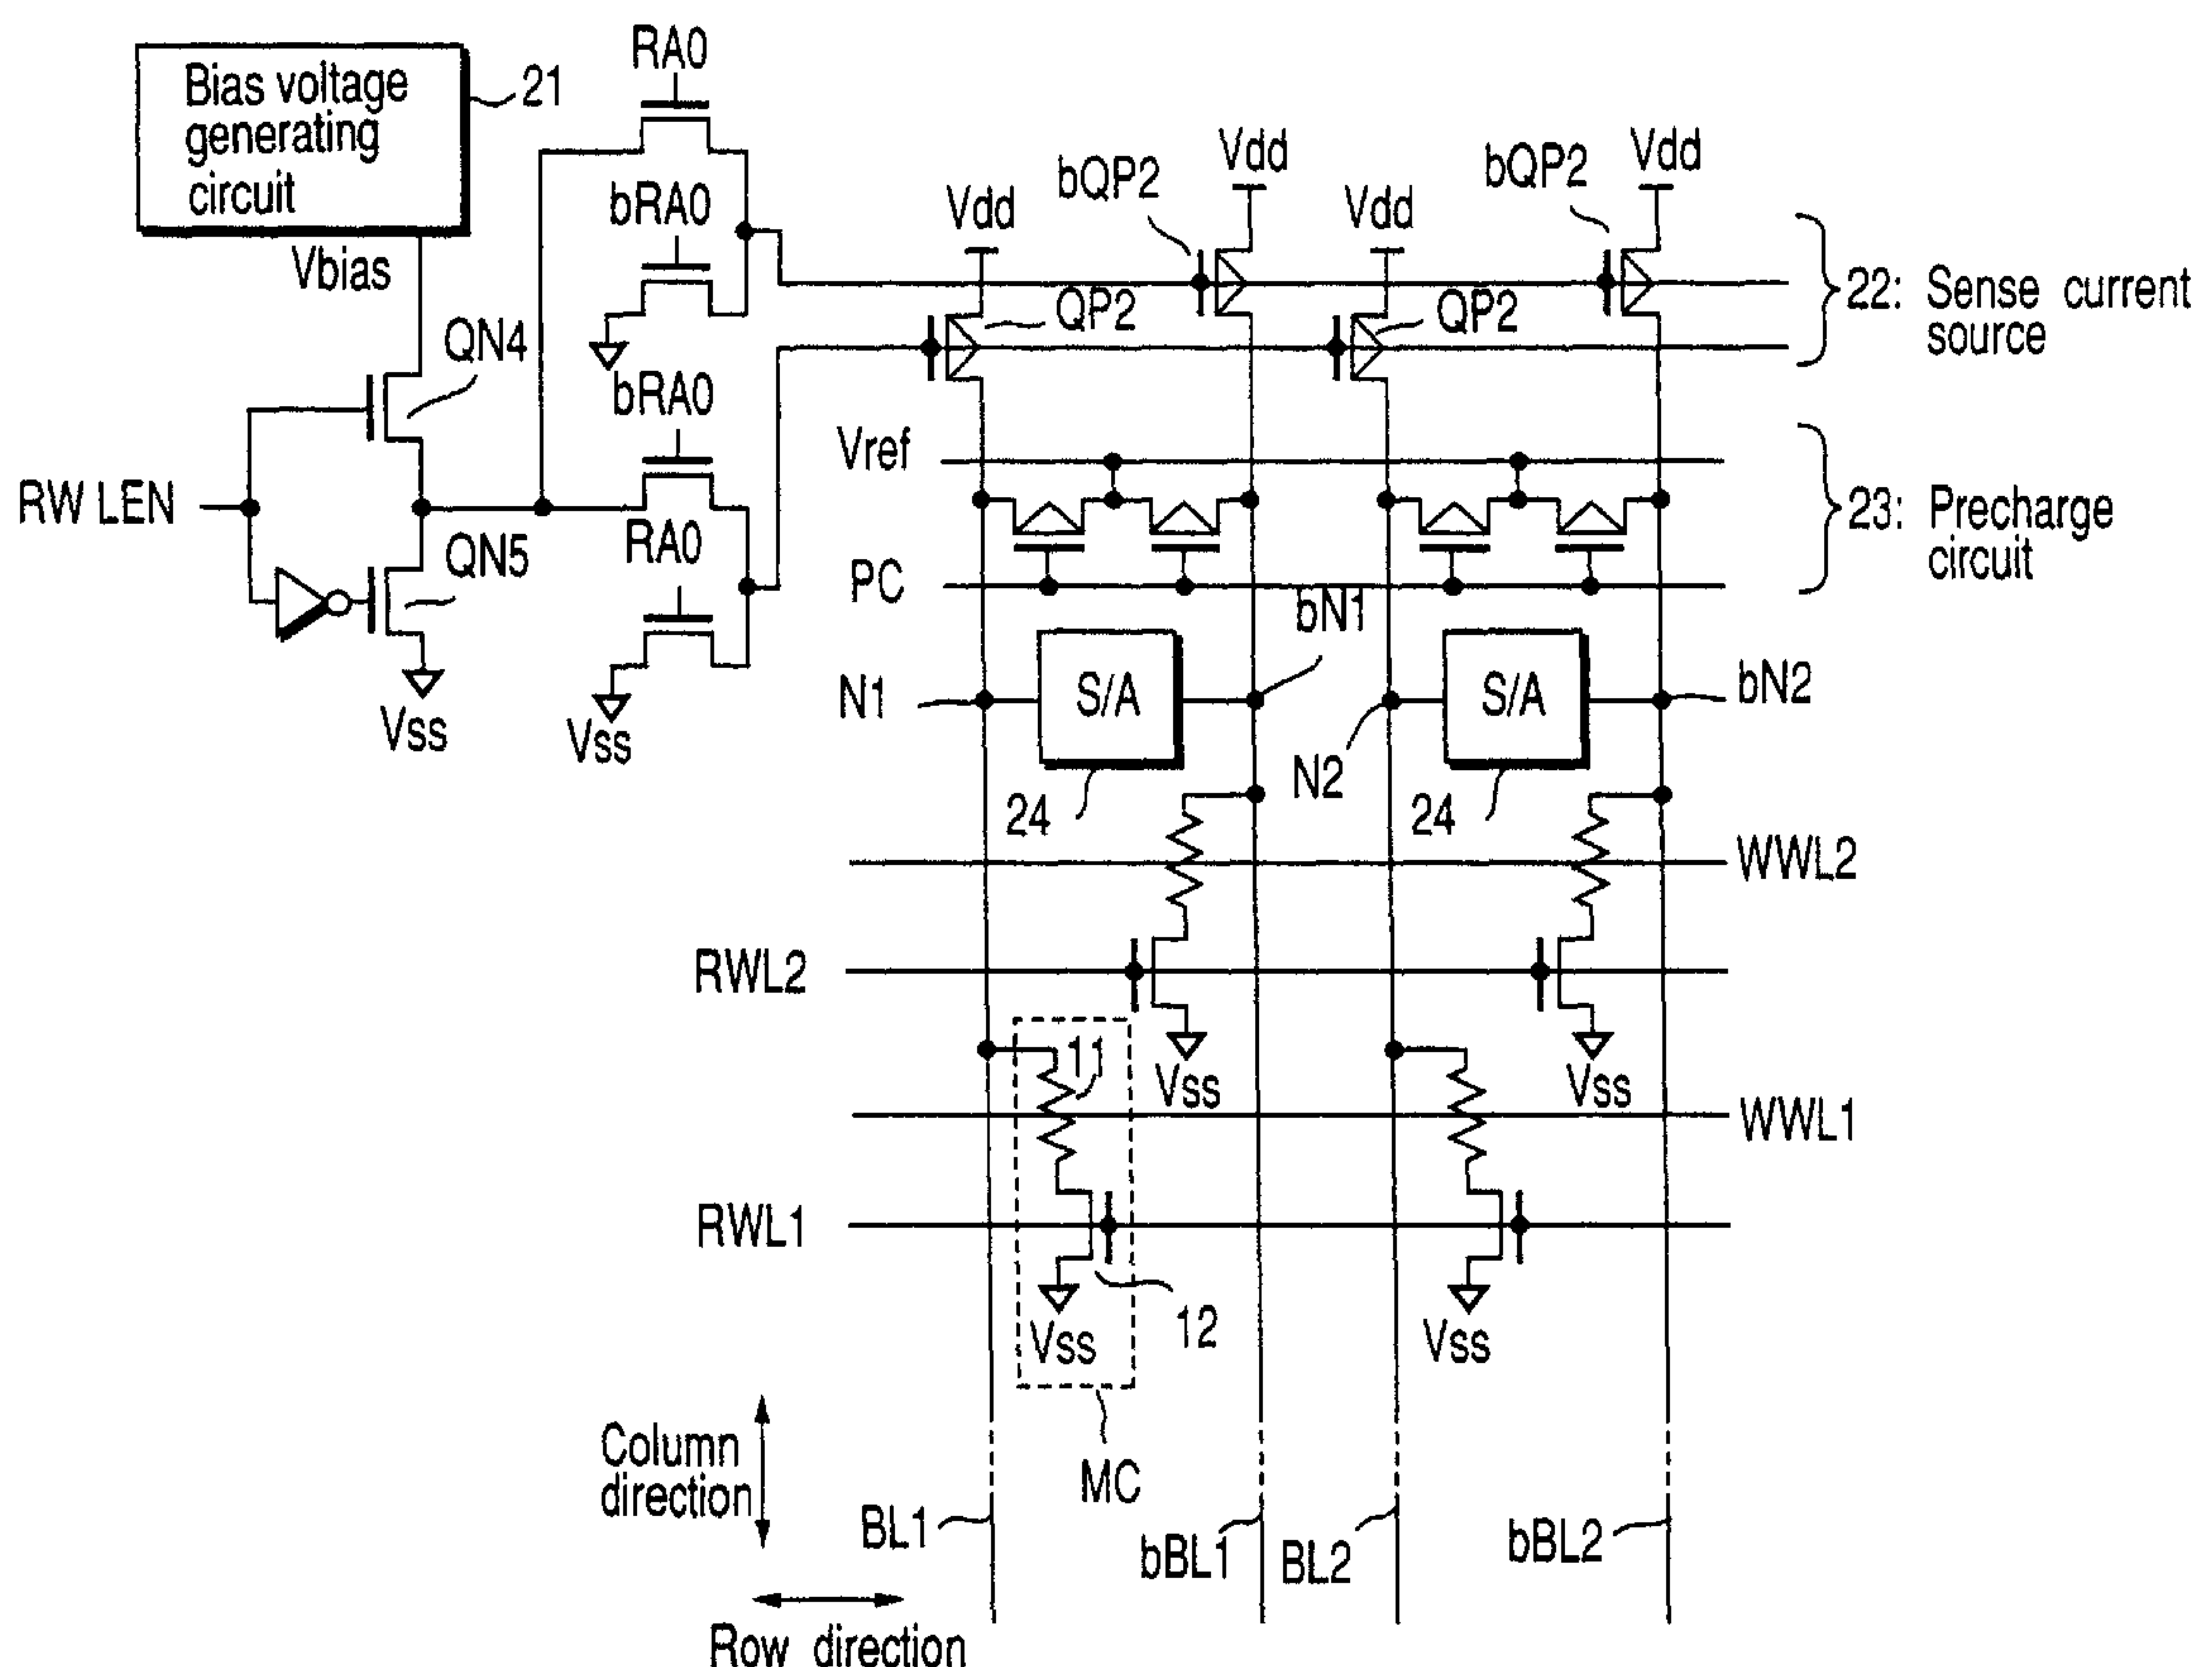 Bias voltage
generating
circuit
21
Vbias
RA0
bRA0
bRA0
RA0
QN4
RW LEN
QN5
Vss
Vss
Vdd
bQP2
Vdd
Vdd
bQP2
Vdd
QP2
QP2
22: Sense current
source
Vref
23: Precharge
circuit
PC
bN1
N1
S/A
S/A
bN2
N2
24
24
WWL2
RWL2
11
Vss
Vss
WWL1
RWL1
12
Vss
Vss
MC
Column
direction
BL1
bBL1
BL2
bBL2
Row direction